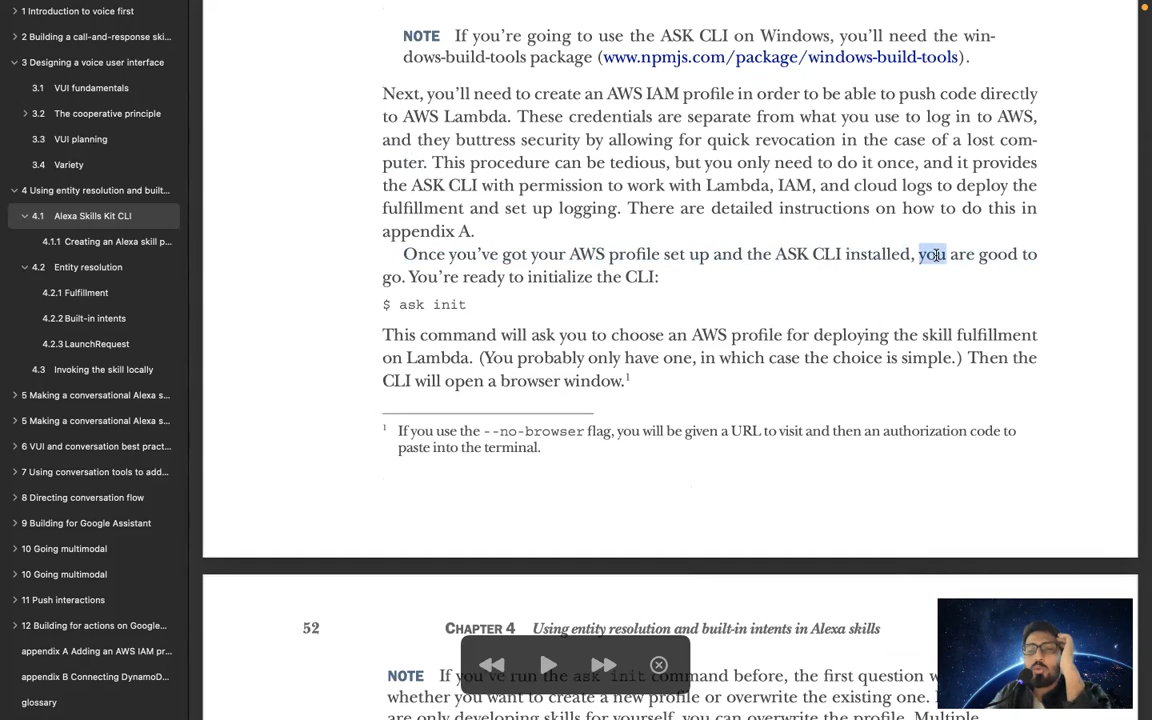 1 Introduction to voice first
2 Building a call-and-response ski...
3 Designing a voice user interface
3.1 VUI fundamentals
3.2 The cooperative principle
3.3 VUI planning
3.4 Variety
4 Using entity resolution and built...
4.1 Alexa Skills Kit CLI
4.1.1 Creating an Alexa skill p...
4.2 Entity resolution
4.2.1 Fulfillment
4.2.2 Built-in intents
4.2.3 LaunchRequest
4.3 Invoking the skill locally
5 Making a conversational Alexa s...
5 Making a conversational Alexa s...
6 VUI and conversation best pract...
7 Using conversation tools to add...
8 Directing conversation flow
9 Building for Google Assistant
10 Going multimodal
10 Going multimodal
11 Push interactions
12 Building for actions on Google...
appendix A Adding an AWS IAM pr...
appendix B Connecting DynamoD...
glossary
NOTE If you're going to use the ASK CLI on Windows, you'll need the win-
dows-build-tools package (www.npmjs.com/package/windows-build-tools).
Next, you'll need to create an AWS IAM profile in order to be able to push code directly
to AWS Lambda. These credentials are separate from what you use to log in to AWS,
and they buttress security by allowing for quick revocation in the case of a lost com-
puter. This procedure can be tedious, but you only need to do it once, and it provides
the ASK CLI with permission to work with Lambda, IAM, and cloud logs to deploy the
fulfillment and set up logging. There are detailed instructions on how to do this in
appendix A.
Once you've got your AWS profile set up and the ASK CLI installed, you are good to
go. You're ready to initialize the CLI:
$ ask init
This command will ask you to choose an AWS profile for deploying the skill fulfillment
on Lambda. (You probably only have one, in which case the choice is simple.) Then the
CLI will open a browser window.1
1 If you use the --no-browser flag, you will be given a URL to visit and then an authorization code to
paste into the terminal.
52 CHAPTER 4 Using entity resolution and built-in intents in Alexa skills
NOTE If you've run the ask init command before, the first question
whether you want to create a new profile or overwrite the existing one.
are only developing skills for yourself, you can overwrite the profile. Multiple